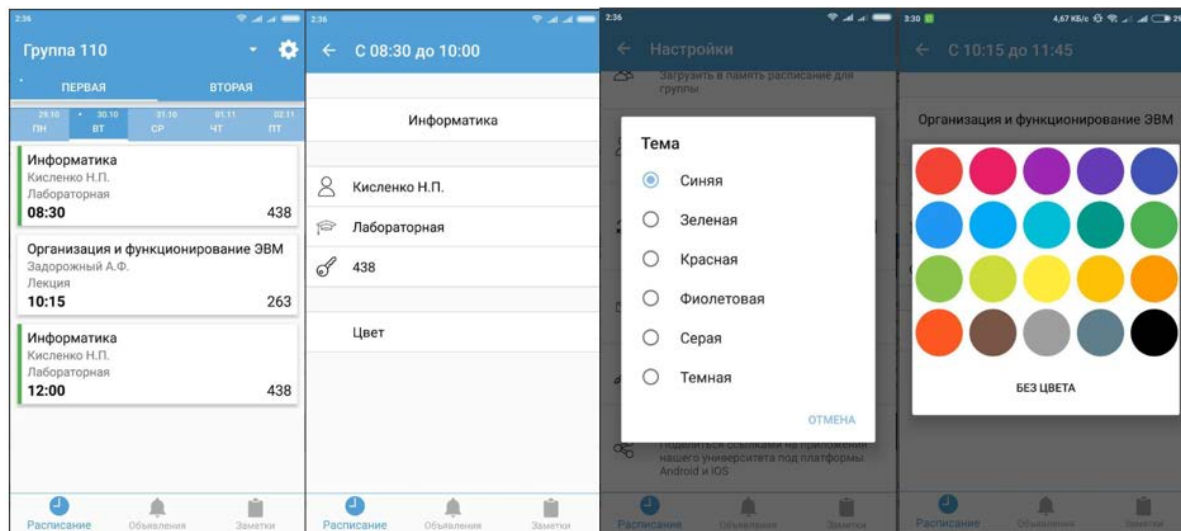 2:36
Группа 110
ПЕРВАЯ
ВТОРАЯ
29.10
30.10
31.10
01.11
02.11
ПН
ВТ
СР
ЧТ
ПТ
Информатика
Кисленко Н.П.
Лабораторная
08:30
438
Организация и функционирование ЭВМ
Задорожный А.Ф.
Лекция
10:15
263
Информатика
Кисленко Н.П.
Лабораторная
12:00
438
Расписание
Объявления
Заметки
2:36
С 08:30 до 10:00
Информатика
Кисленко Н.П.
Лабораторная
438
Цвет
Расписание
Объявления
Заметки
2:36
Настройки
Загрузить в память расписание для
группы
Тема
Синяя
Зеленая
Красная
Фиолетовая
Серая
Темная
ОТМЕНА
Поделиться ссылками на приложения
нашего университета под платформы
Android и iOS
Расписание
Объявления
Заметки
3:30
4,67 КБ/с
С 10:15 до 11:45
Организация и функционирование ЭВМ
БЕЗ ЦВЕТА
Расписание
Объявления
Заметки